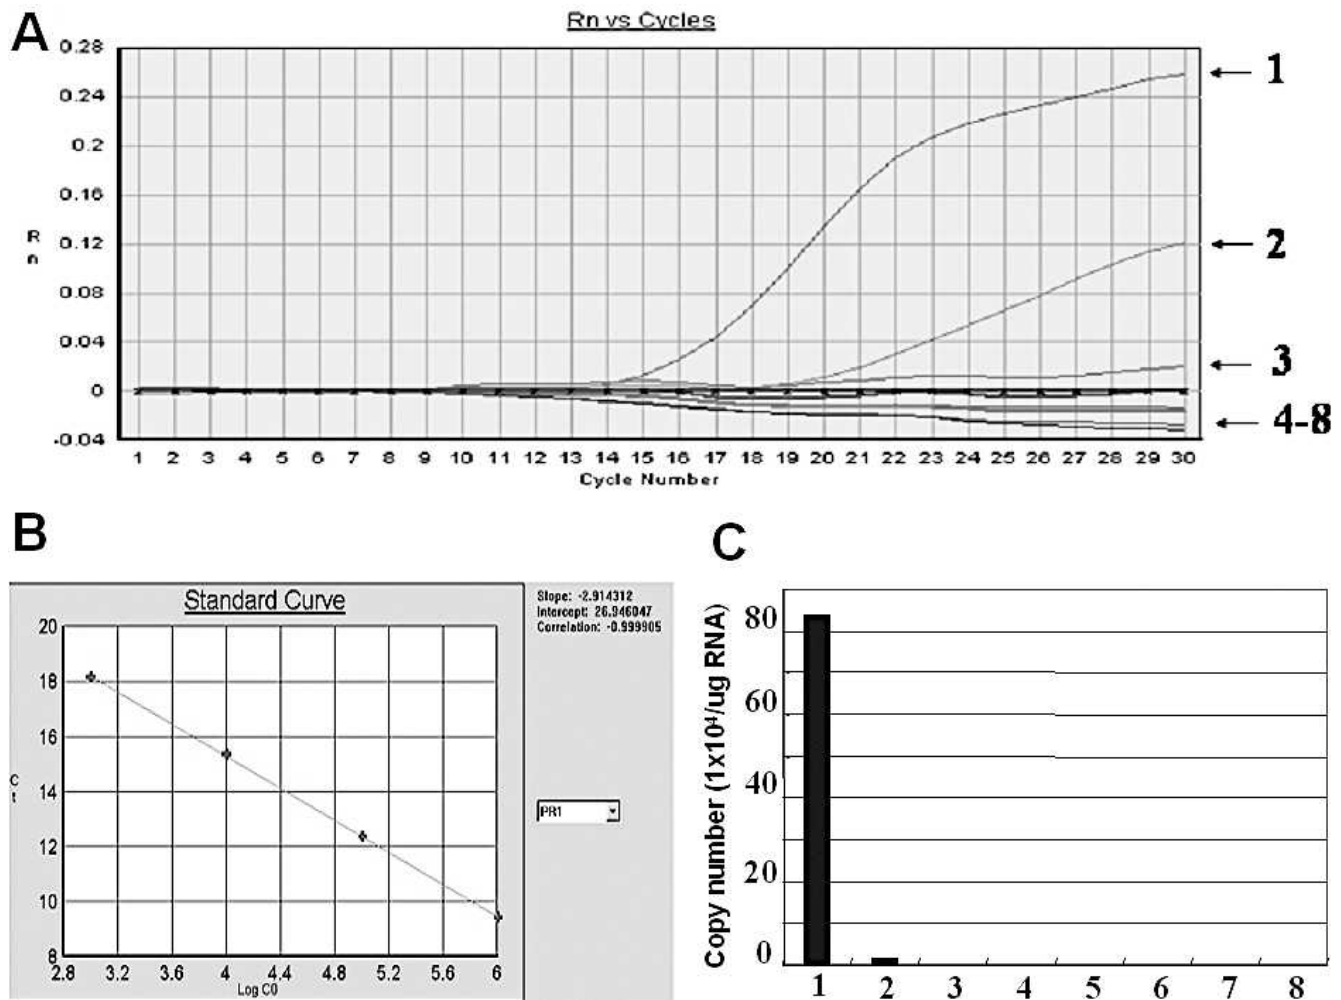 A
Rn vs Cycles
0.28
0.24
0.2
0.16
0.12
0.08
0.04
0
-0.04
R
n
1 2 3 4 5 6 7 8 9 10 11 12 13 14 15 16 17 18 19 20 21 22 23 24 25 26 27 28 29 30
Cycle Number
1
2
3
4-8
B
Standard Curve
20
18
16
14
12
10
8
C
t
2.8 3.2 3.6 4 4.4 4.8 5.2 5.6 6
Log C0
Slope: -2.914312
Intercept: 26.946047
Correlation: -0.999905
PR1
C
Copy number (1x10⁴/ug RNA)
80
60
40
20
0
1 2 3 4 5 6 7 8